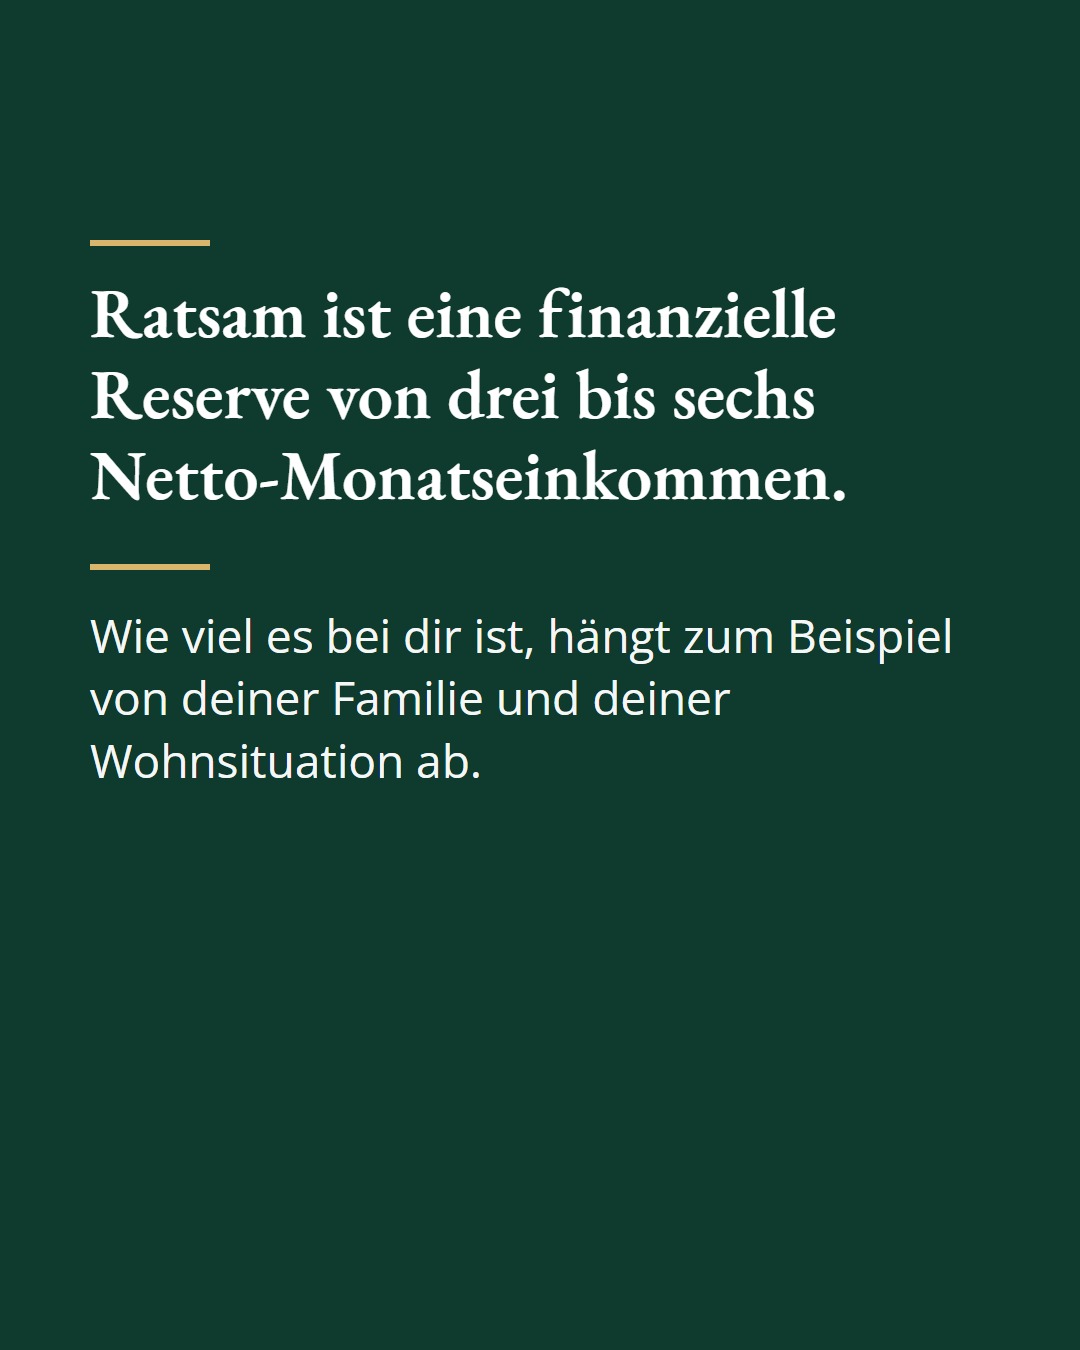 Ratsam ist eine finanzielle
Reserve von drei bis sechs
Netto-Monatseinkommen.
Wie viel es bei dir ist, hängt zum Beispiel
von deiner Familie und deiner
Wohnsituation ab.